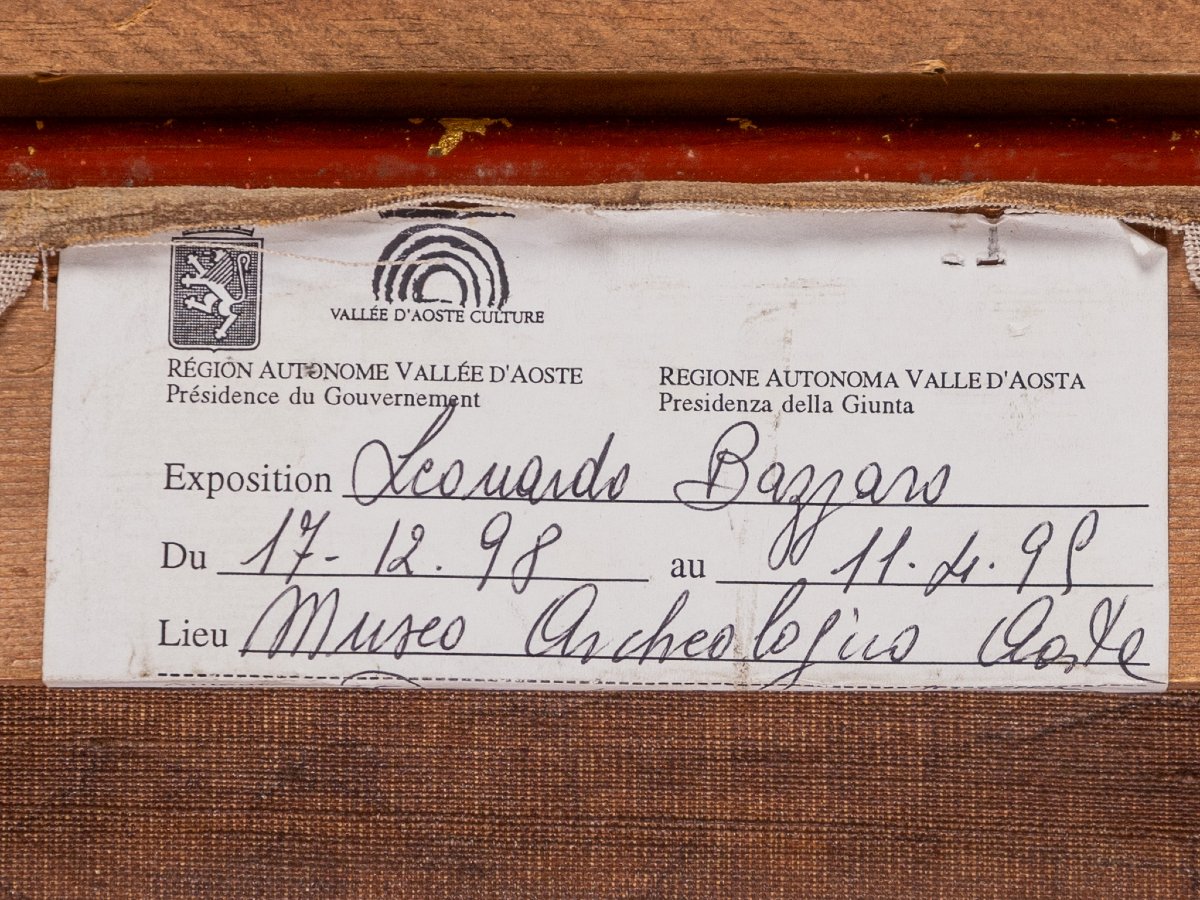 VALLÉE D'AOSTE CULTURE
RÉGION AUTONOME VALLÉE D'AOSTE
Présidence du Gouvernement
REGIONE AUTONOMA VALLE D'AOSTA
Presidenza della Giunta
Exposition Leonardo Bazzaro
Du 17-12.98 au 11.4.99
Lieu Museo Archeologico Aosta